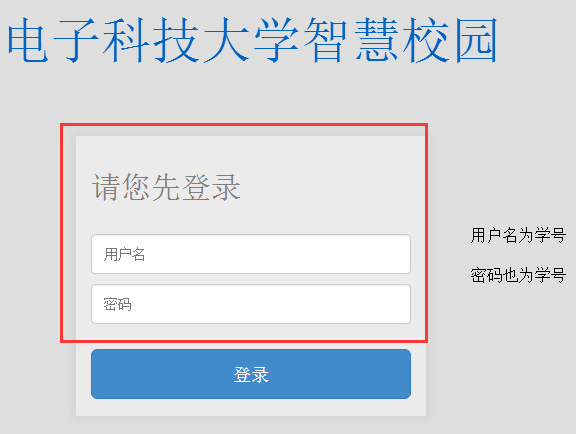 电子科技大学智慧校园
请您先登录
用户名
用户名为学号
密码
密码也为学号
登录